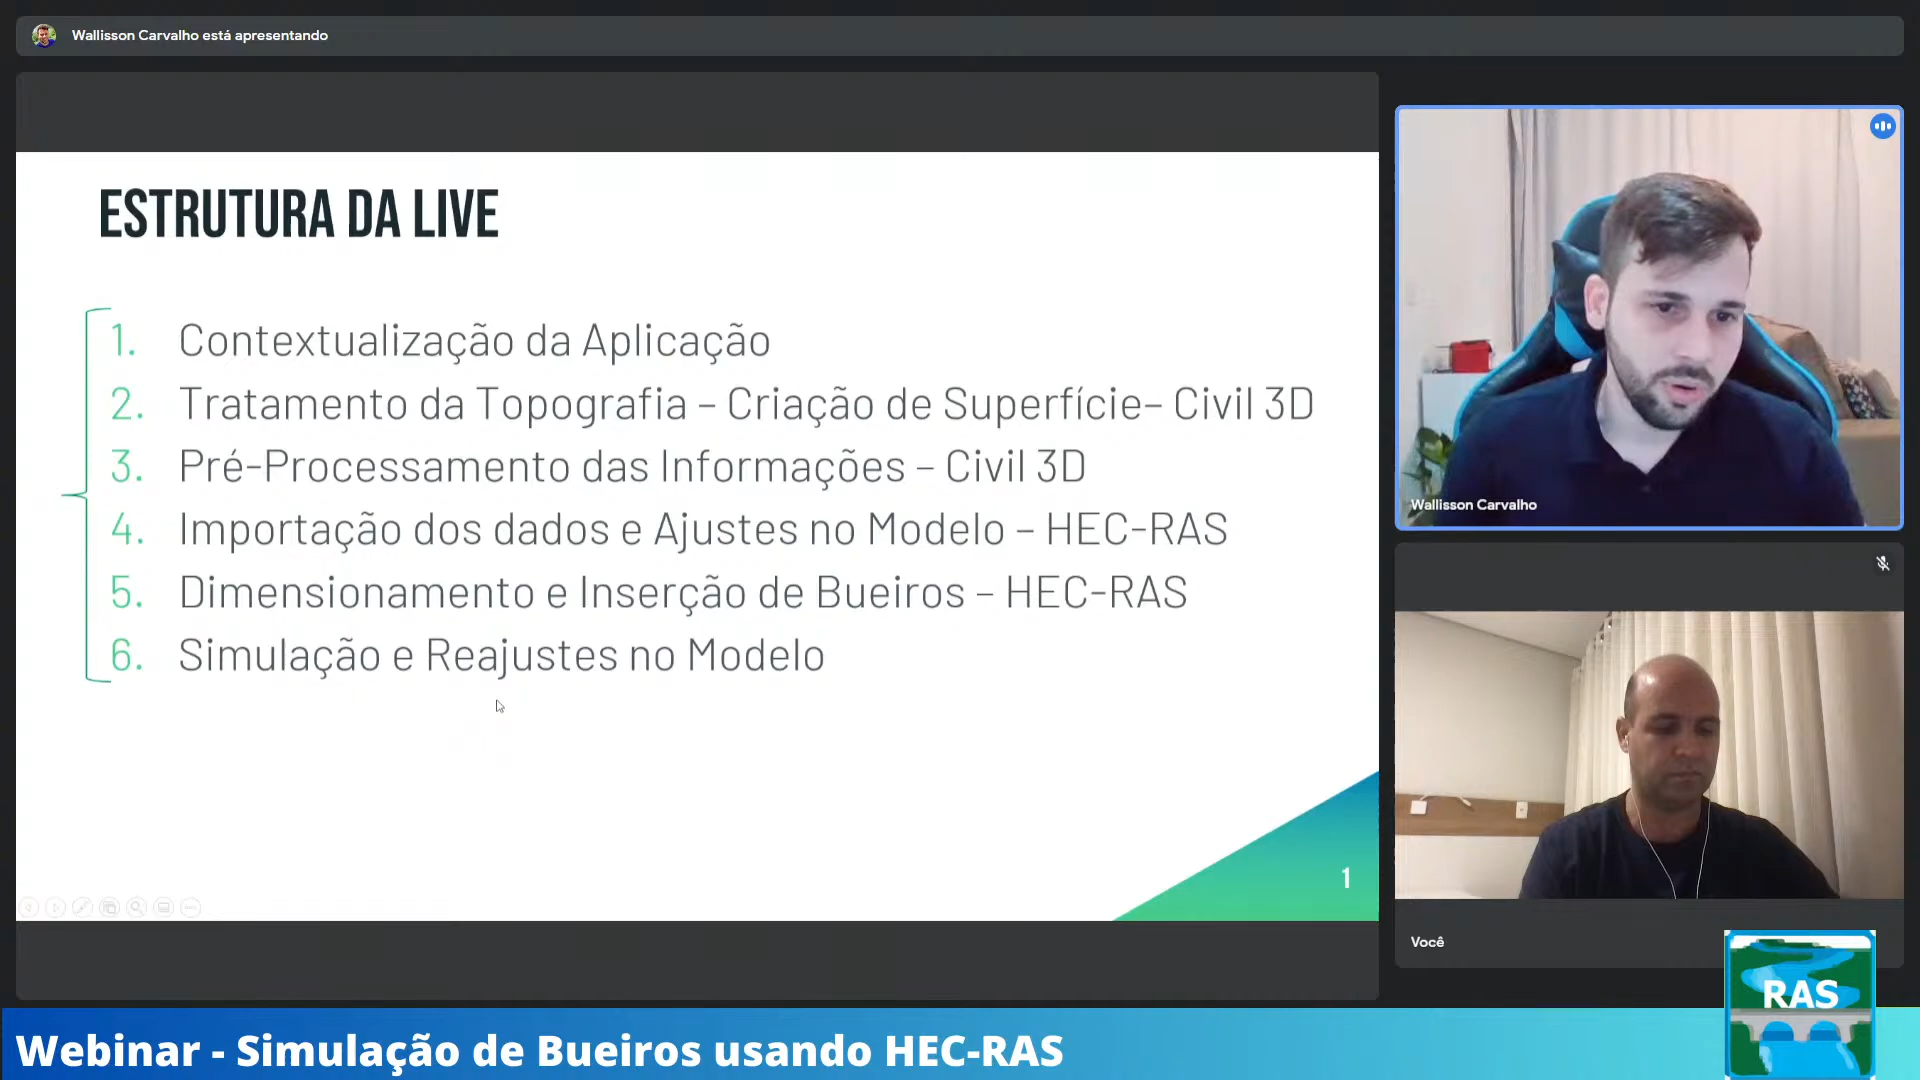 Wallisson Carvalho está apresentando
ESTRUTURA DA LIVE
1. Contextualização da Aplicação
2. Tratamento da Topografia – Criação de Superfície– Civil 3D
3. Pré-Processamento das Informações – Civil 3D
4. Importação dos dados e Ajustes no Modelo – HEC-RAS
5. Dimensionamento e Inserção de Bueiros – HEC-RAS
6. Simulação e Reajustes no Modelo
1
Wallisson Carvalho
Você
RAS
Webinar - Simulação de Bueiros usando HEC-RAS